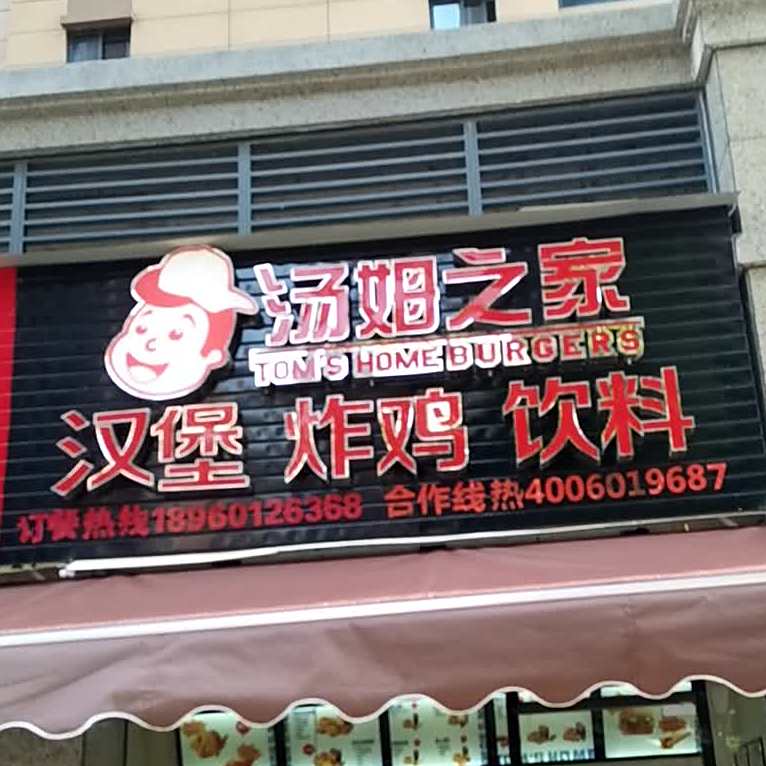 汤姆之家
TOM'S HOME BURGERS
汉堡 炸鸡 饮料
订餐热线18960126368 合作线热4006019687